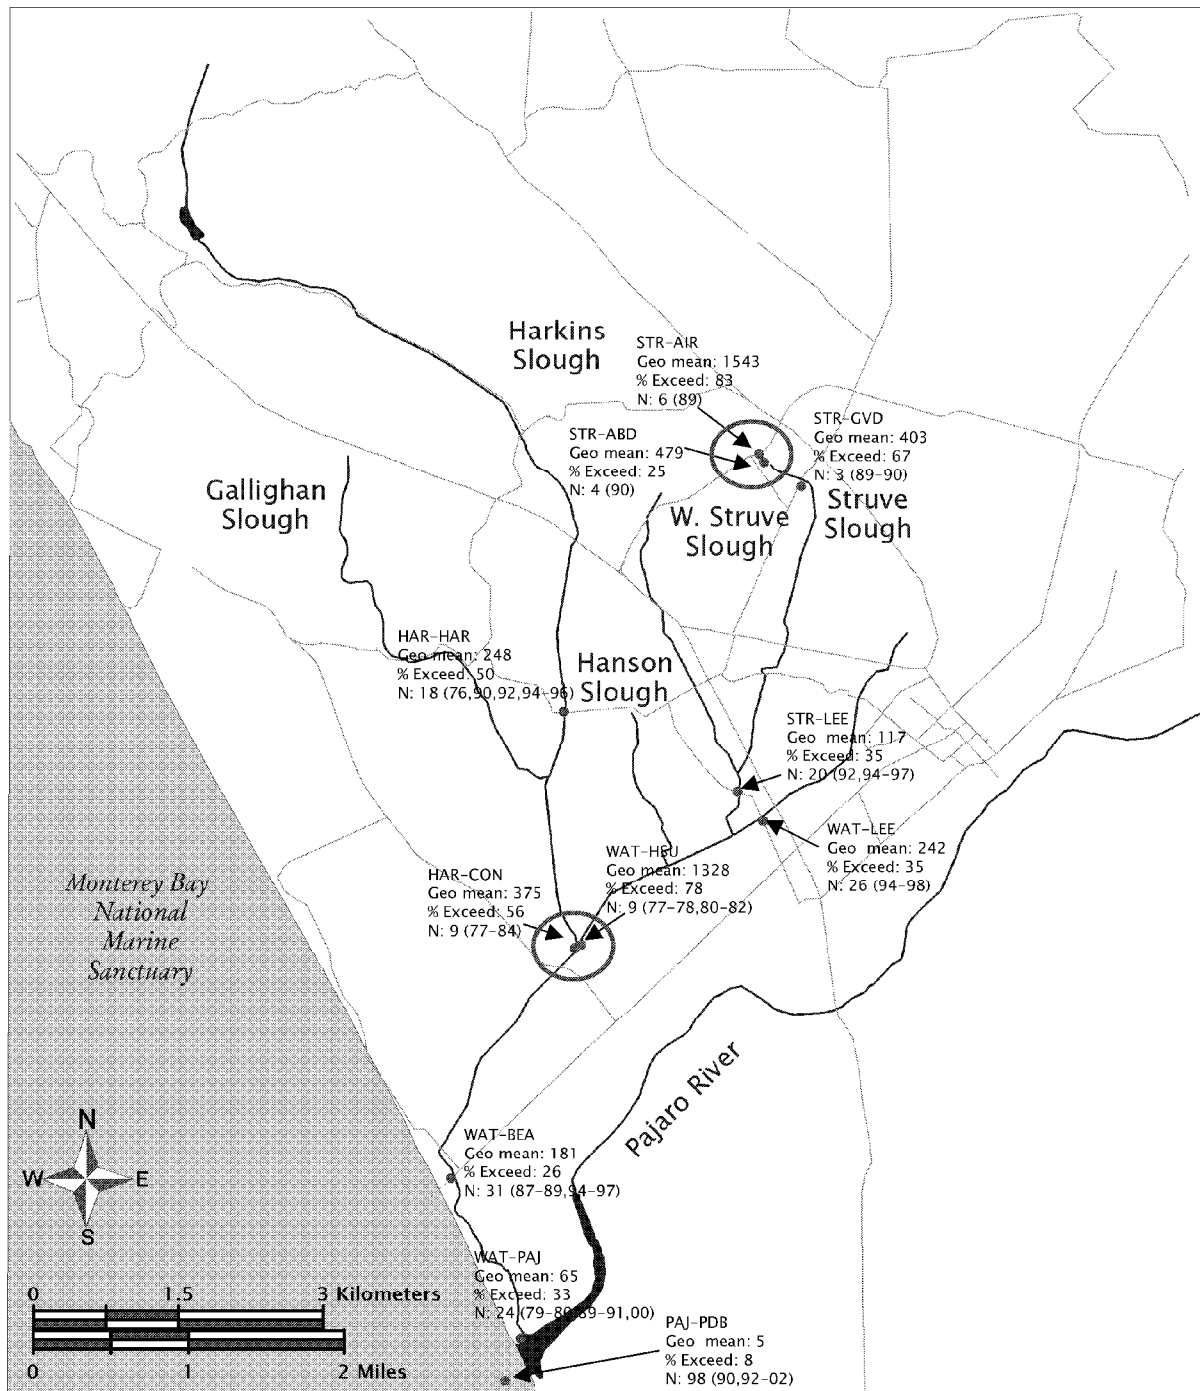 Harkins
Slough
STR-AIR
Geo mean: 1543
% Exceed: 83
N: 6 (89)
STR-ABD
Geo mean: 479
% Exceed: 25
N: 4 (90)
STR-GVD
Geo mean: 403
% Exceed: 67
N: 3 (89-90)
Gallighan
Slough
W. Struve
Slough
Struve
Slough
HAR-HAR
Geo mean: 248
% Exceed: 50
N: 18 (76,90,92,94-96)
Hanson
Slough
STR-LEE
Geo mean: 117
% Exceed: 35
N: 20 (92,94-97)
WAT-LEE
Geo mean: 242
% Exceed: 35
N: 26 (94-98)
WAT-HBU
Geo mean: 1328
% Exceed: 78
N: 9 (77-78,80-82)
HAR-CON
Geo mean: 375
% Exceed: 56
N: 9 (77-84)
Monterey Bay
National
Marine
Sanctuary
Pajaro River
WAT-BEA
Geo mean: 181
% Exceed: 26
N: 31 (87-89,94-97)
N
W E
S
WAT-PAJ
Geo mean: 65
% Exceed: 33
N: 24 (79-80,89-91,00)
PAJ-PDB
Geo mean: 5
% Exceed: 8
N: 98 (90,92-02)
0 1.5 3 Kilometers
0 1 2 Miles